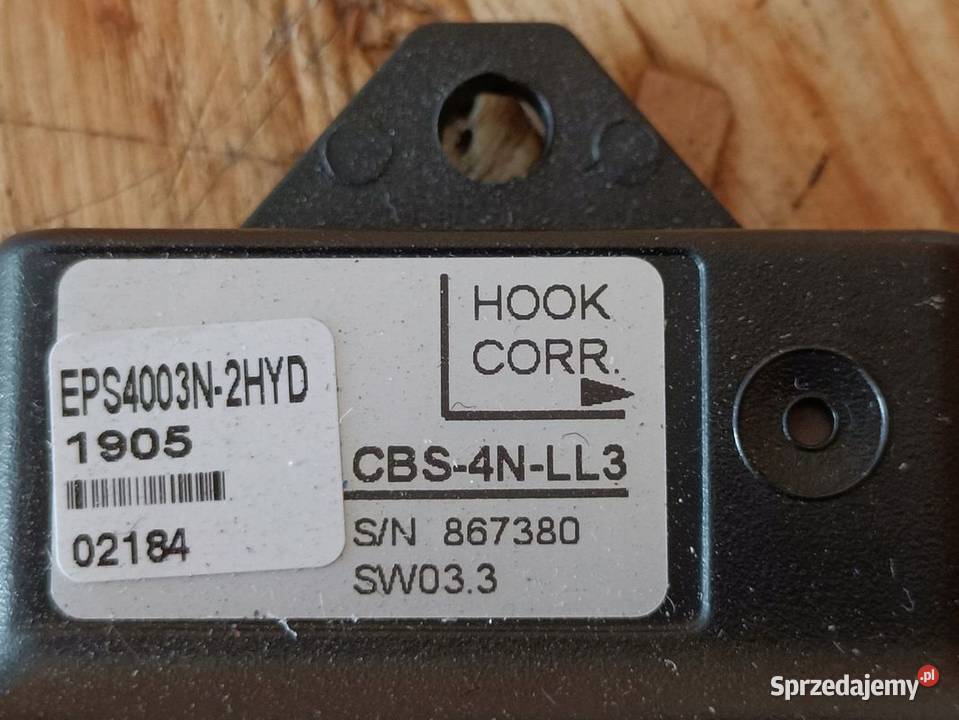 HOOK
CORR.
EPS4003N-2HYD
1905
02184
CBS-4N-LL3
S/N 867380
SW03.3
Sprzedajemy.pl